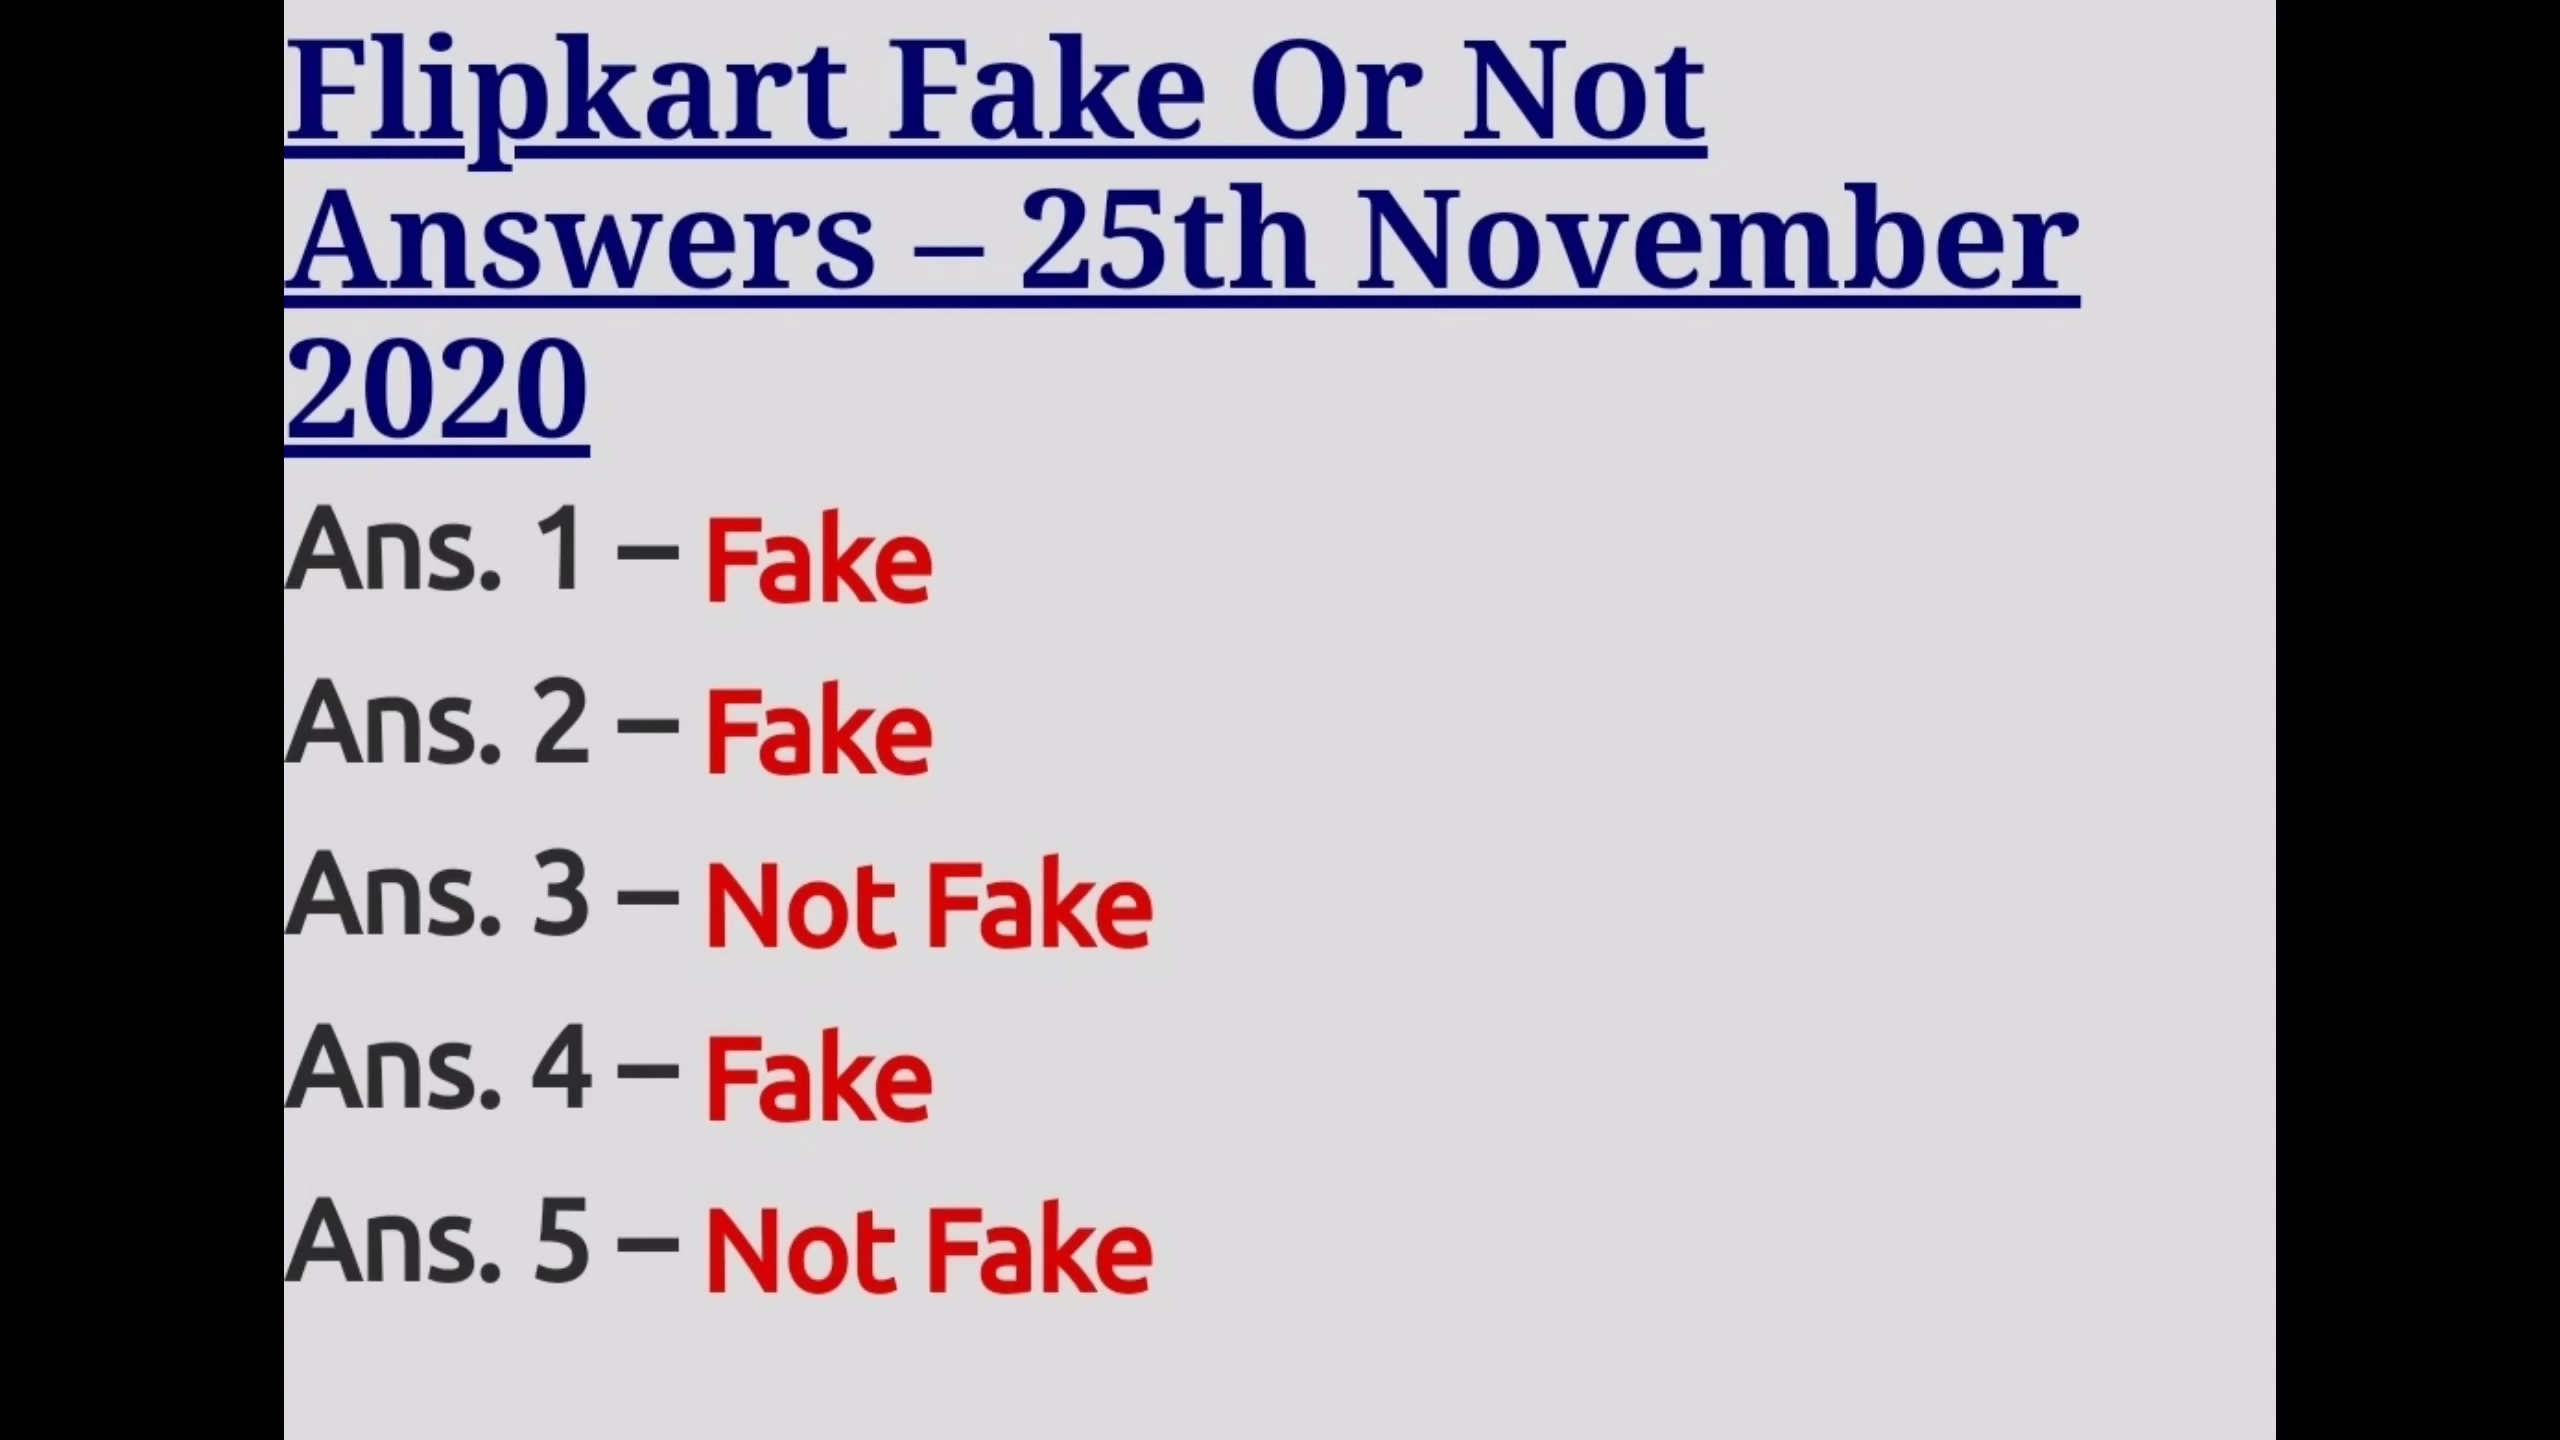 Flipkart Fake Or Not
Answers – 25th November
2020
Ans. 1 – Fake
Ans. 2 – Fake
Ans. 3 – Not Fake
Ans. 4 – Fake
Ans. 5 – Not Fake